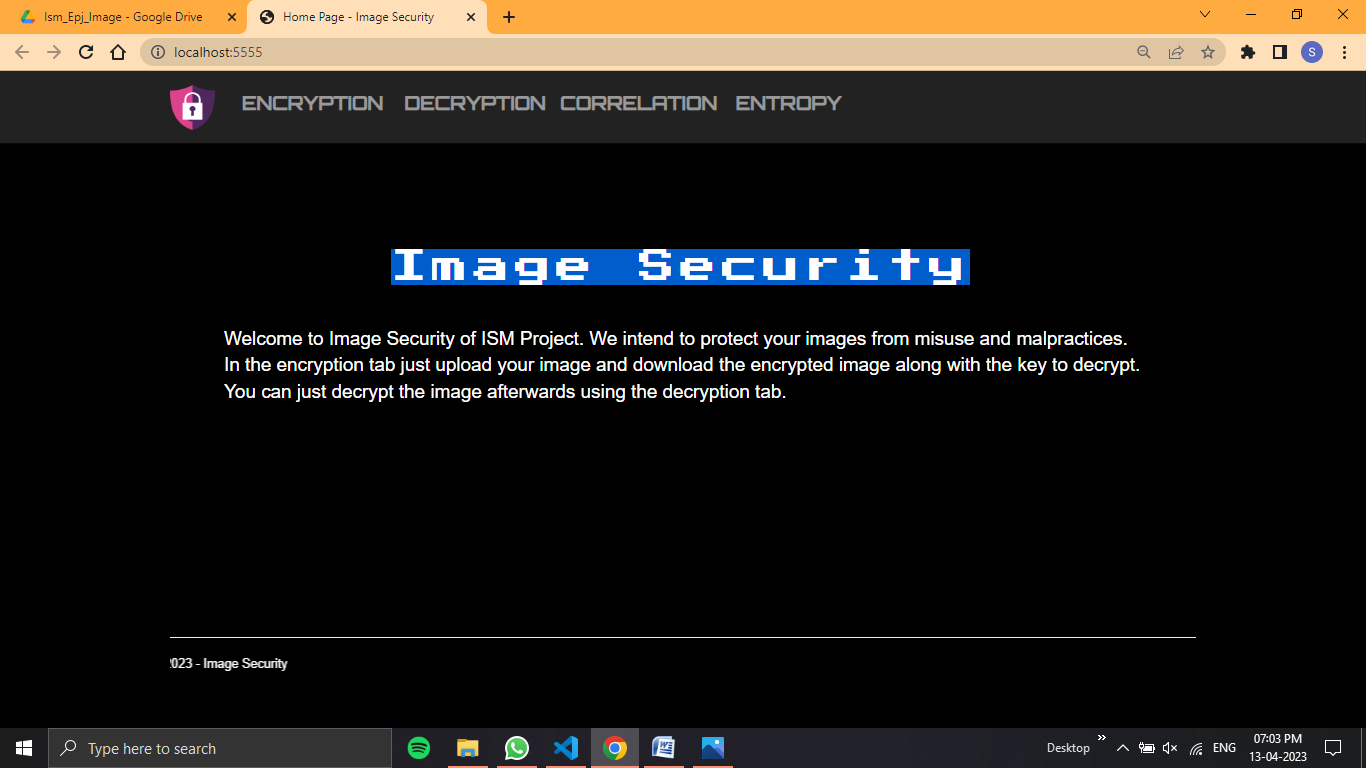 Ism_Epj_Image - Google Drive
Home Page - Image Security
localhost:5555
S
ENCRYPTION DECRYPTION CORRELATION ENTROPY
Image Security
Welcome to Image Security of ISM Project. We intend to protect your images from misuse and malpractices.
In the encryption tab just upload your image and download the encrypted image along with the key to decrypt.
You can just decrypt the image afterwards using the decryption tab.
2023 - Image Security
Type here to search
Desktop
ENG
07:03 PM
13-04-2023